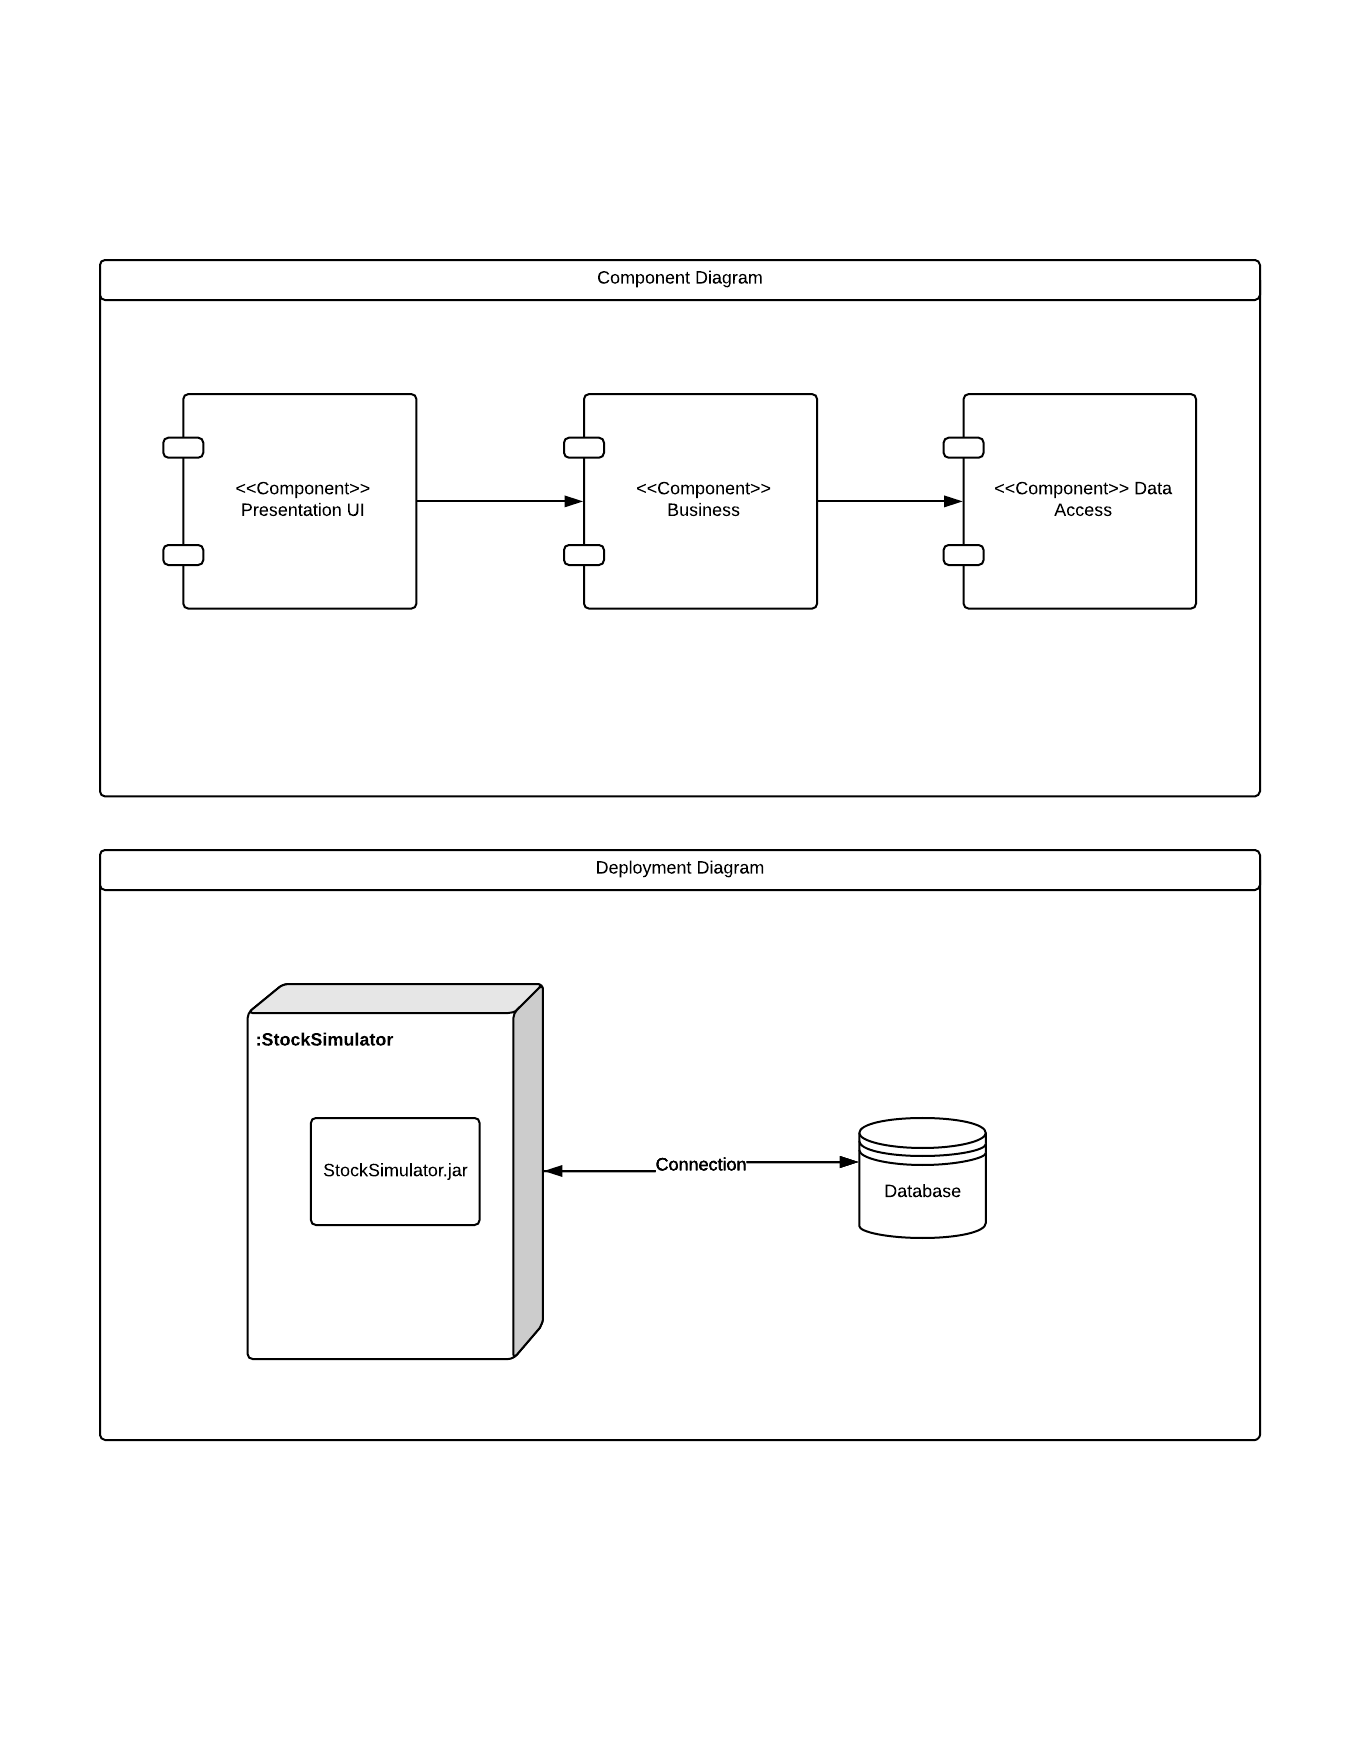 Component Diagram
<<Component>>
Presentation UI
<<Component>>
Business
<<Component>> Data
Access
Deployment Diagram
:StockSimulator
StockSimulator.jar
Connection
Database